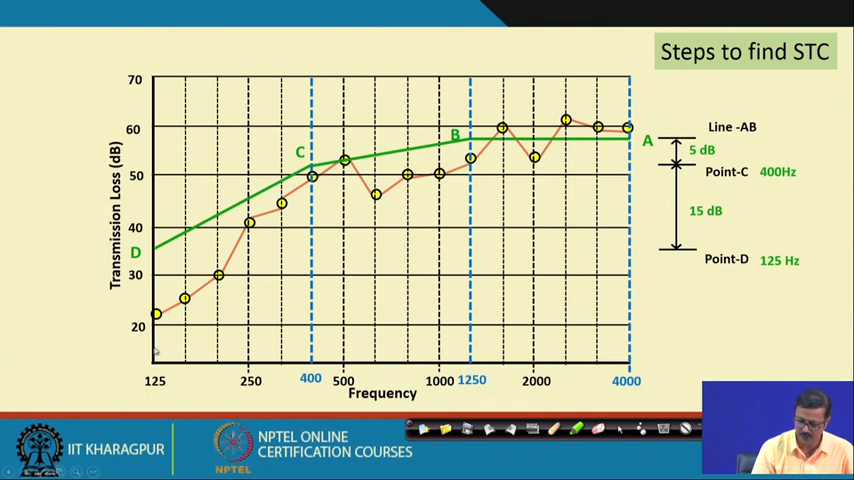 Steps to find STC
70
60
50
40
30
20
Transmission Loss (dB)
D
C
B
A
125
250
400
500
1000
1250
2000
4000
Frequency
Line -AB
5 dB
Point-C 400Hz
15 dB
Point-D 125 Hz
IIT KHARAGPUR
NPTEL
NPTEL ONLINE
CERTIFICATION COURSES